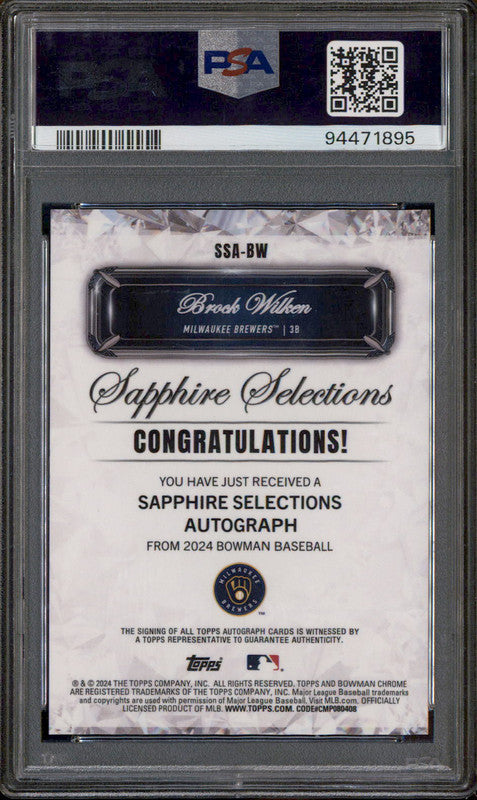 PSA
94471895
SSA-BW
Brock Wilken
MILWAUKEE BREWERS™ | 3B
Sapphire Selections
CONGRATULATIONS!
YOU HAVE JUST RECEIVED A
SAPPHIRE SELECTIONS
AUTOGRAPH
FROM 2024 BOWMAN BASEBALL
MILWAUKEE
BREWERS
™
THE SIGNING OF ALL TOPPS AUTOGRAPH CARDS IS WITNESSED BY
A TOPPS REPRESENTATIVE TO GUARANTEE AUTHENTICITY.
Topps
® & © 2024 THE TOPPS COMPANY, INC. ALL RIGHTS RESERVED. TOPPS AND BOWMAN CHROME
ARE REGISTERED TRADEMARKS OF THE TOPPS COMPANY, INC. Major League Baseball trademarks
and copyrights are used with permission of Major League Baseball. Visit MLB.com. OFFICIALLY
LICENSED PRODUCT OF MLB. WWW.TOPPS.COM. CODE#CMP080408
PSA